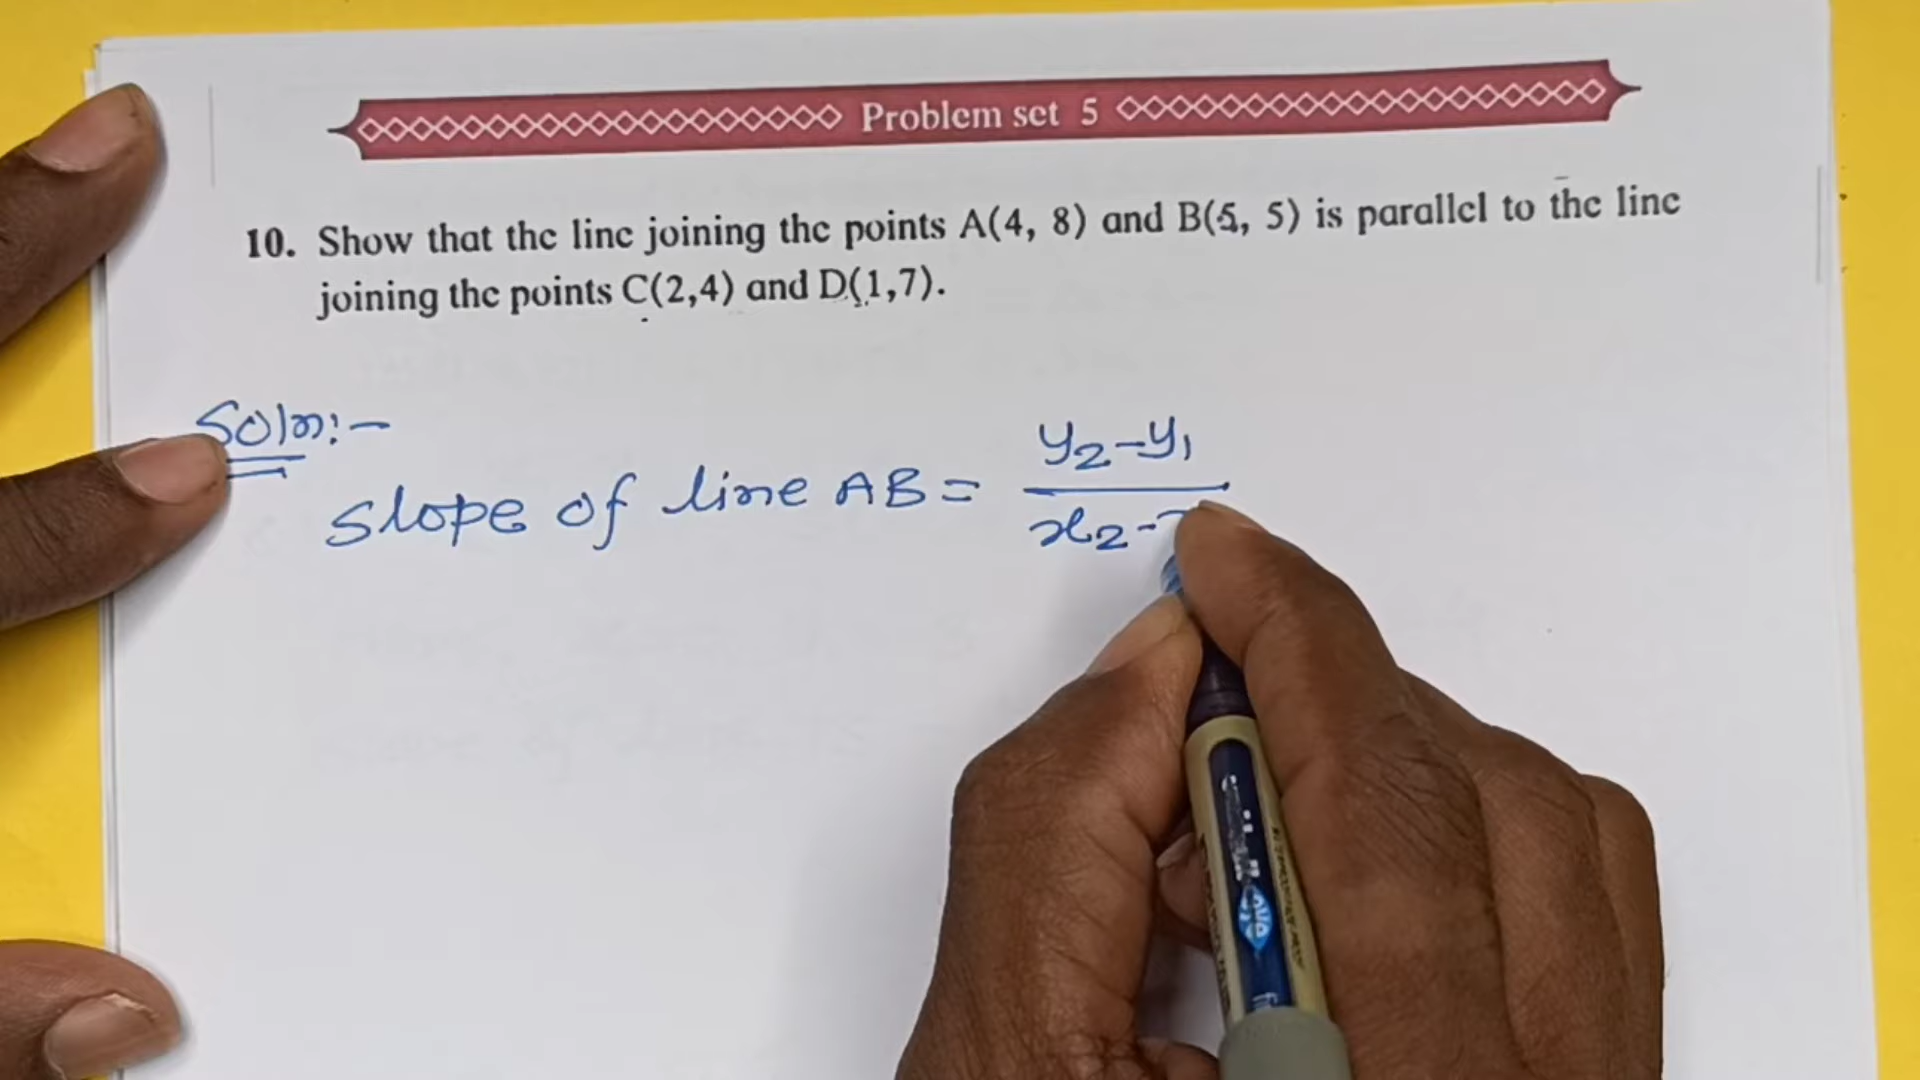 Problem set 5
10. Show that the line joining the points A(4, 8) and B(5, 5) is parallel to the line
joining the points C(2,4) and D(1,7).
Soln:-
y₂-y₁
Slope of line AB =
x₂-